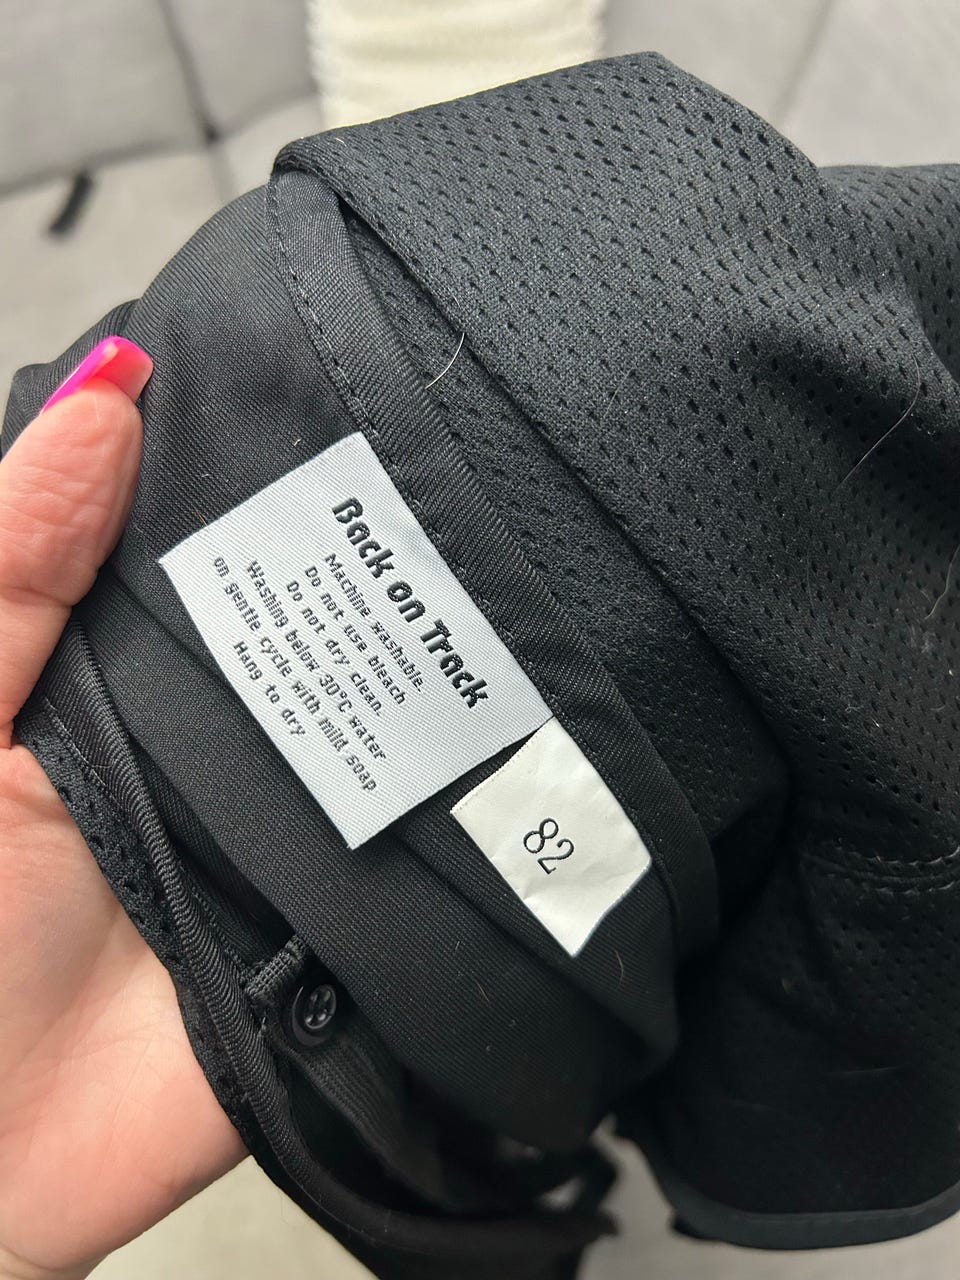 Back on Track
Machine washable.
Do not use bleach
Do not dry clean.
Washing below 30°C water
on gentle cycle with mild soap
Hang to dry
82